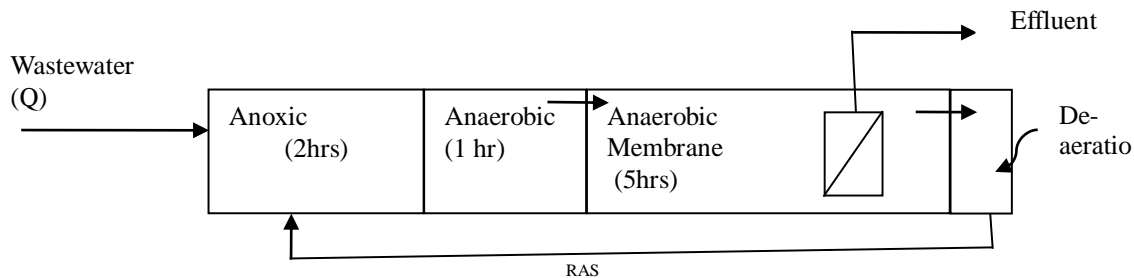 Effluent
Wastewater
(Q)
Anoxic
(2hrs)
Anaerobic
(1 hr)
Anaerobic
Membrane
(5hrs)
De-
aeratio
RAS